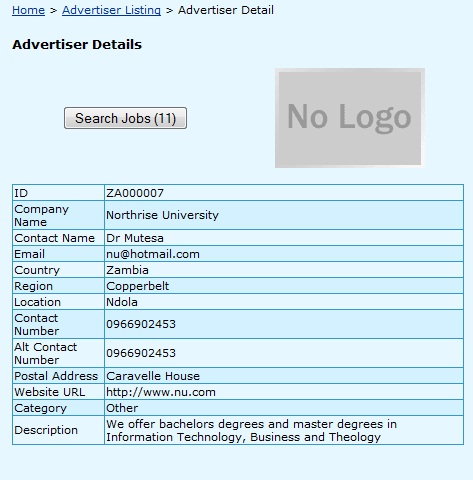 Home > Advertiser Listing > Advertiser Detail
Advertiser Details
Search Jobs (11)
No Logo
ID ZA000007
Company
Name Northrise University
Contact Name Dr Mutesa
Email nu@hotmail.com
Country Zambia
Region Copperbelt
Location Ndola
Contact
Number 0966902453
Alt Contact
Number 0966902453
Postal Address Caravelle House
Website URL http://www.nu.com
Category Other
Description We offer bachelors degrees and master degrees in
Information Technology, Business and Theology